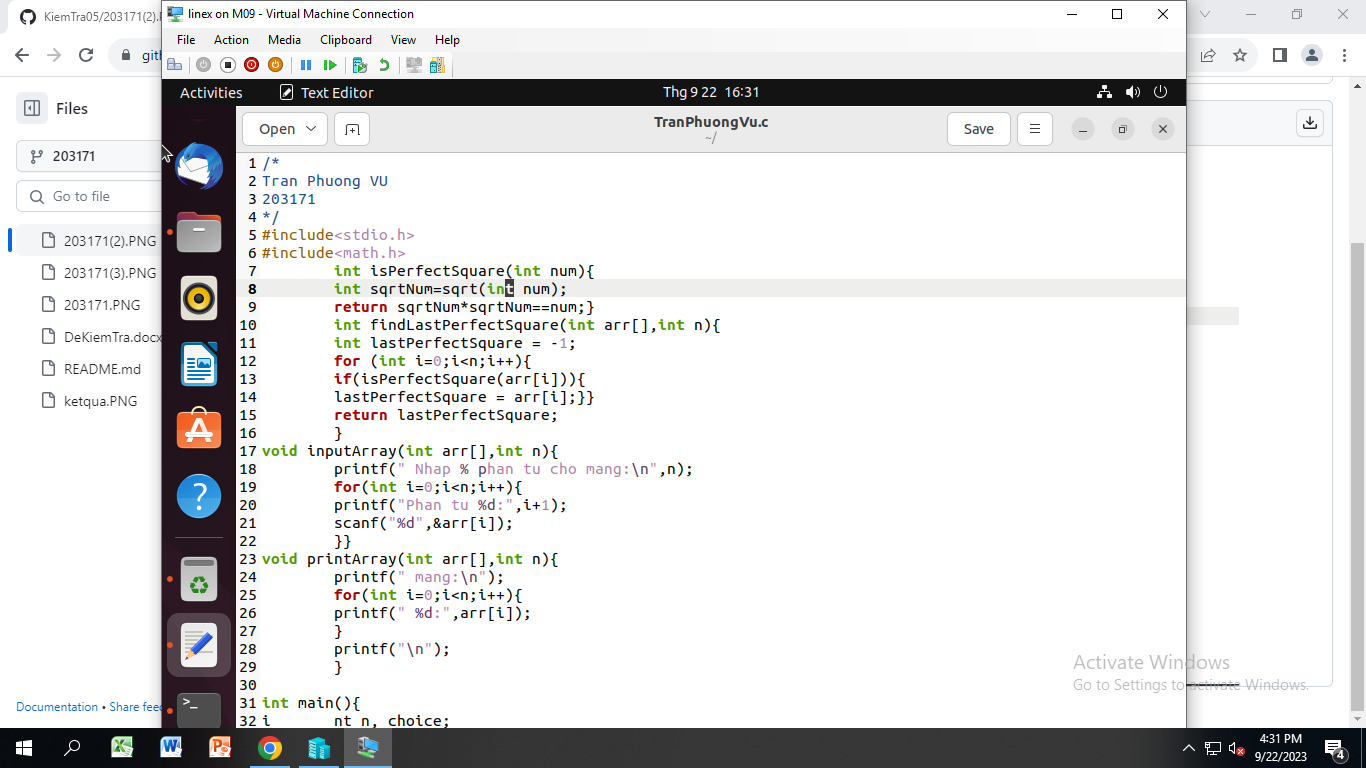 KiemTra05/203171(2).
linex on M09 - Virtual Machine Connection
File Action Media Clipboard View Help
Activities Text Editor Thg 9 22 16:31
Files
Open TranPhuongVu.c Save
~/
203171
Go to file
203171(2).PNG
203171(3).PNG
203171.PNG
DeKiemTra.docx
README.md
ketqua.PNG
Documentation • Share feed
1 /*
2 Tran Phuong VU
3 203171
4 */
5 #include<stdio.h>
6 #include<math.h>
7 int isPerfectSquare(int num){
8 int sqrtNum=sqrt(int num);
9 return sqrtNum*sqrtNum==num;}
10 int findLastPerfectSquare(int arr[],int n){
11 int lastPerfectSquare = -1;
12 for (int i=0;i<n;i++){
13 if(isPerfectSquare(arr[i])){
14 lastPerfectSquare = arr[i];}}
15 return lastPerfectSquare;
16 }
17 void inputArray(int arr[],int n){
18 printf(" Nhap % phan tu cho mang:\n",n);
19 for(int i=0;i<n;i++){
20 printf("Phan tu %d:",i+1);
21 scanf("%d",&arr[i]);
22 }}
23 void printArray(int arr[],int n){
24 printf(" mang:\n");
25 for(int i=0;i<n;i++){
26 printf(" %d:",arr[i]);
27 }
28 printf("\n");
29 }
30
31 int main(){
32 i nt n, choice;
Activate Windows
Go to Settings to activate Windows.
4:31 PM
9/22/2023
4